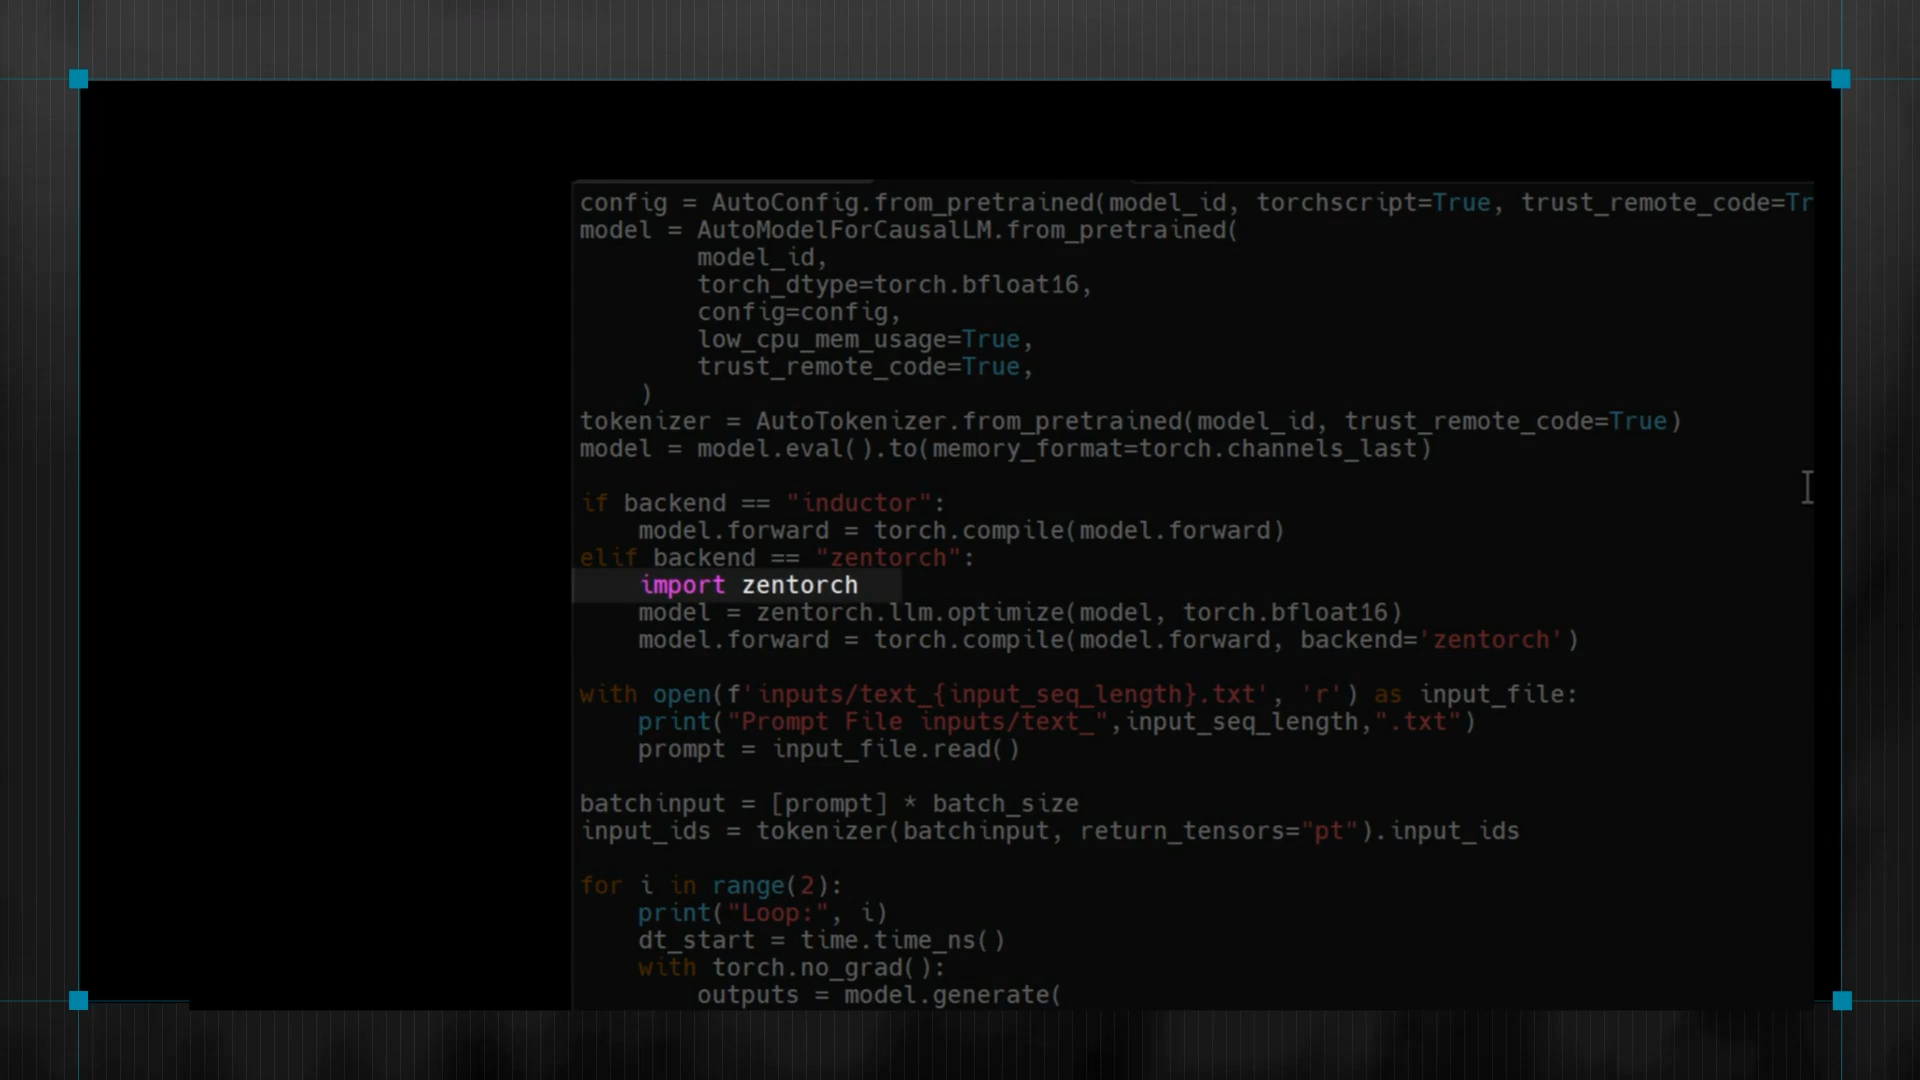 config = AutoConfig.from_pretrained(model_id, torchscript=True, trust_remote_code=Tr
model = AutoModelForCausalLM.from_pretrained(
        model_id,
        torch_dtype=torch.bfloat16,
        config=config,
        low_cpu_mem_usage=True,
        trust_remote_code=True,
    )
tokenizer = AutoTokenizer.from_pretrained(model_id, trust_remote_code=True)
model = model.eval().to(memory_format=torch.channels_last)
if backend == "inductor":
    model.forward = torch.compile(model.forward)
elif backend == "zentorch":
    import zentorch
    model = zentorch.llm.optimize(model, torch.bfloat16)
    model.forward = torch.compile(model.forward, backend='zentorch')
with open(f'inputs/text_{input_seq_length}.txt', 'r') as input_file:
    print("Prompt File inputs/text_",input_seq_length,".txt")
    prompt = input_file.read()
batchinput = [prompt] * batch_size
input_ids = tokenizer(batchinput, return_tensors="pt").input_ids
for i in range(2):
    print("Loop:", i)
    dt_start = time.time_ns()
    with torch.no_grad():
        outputs = model.generate(